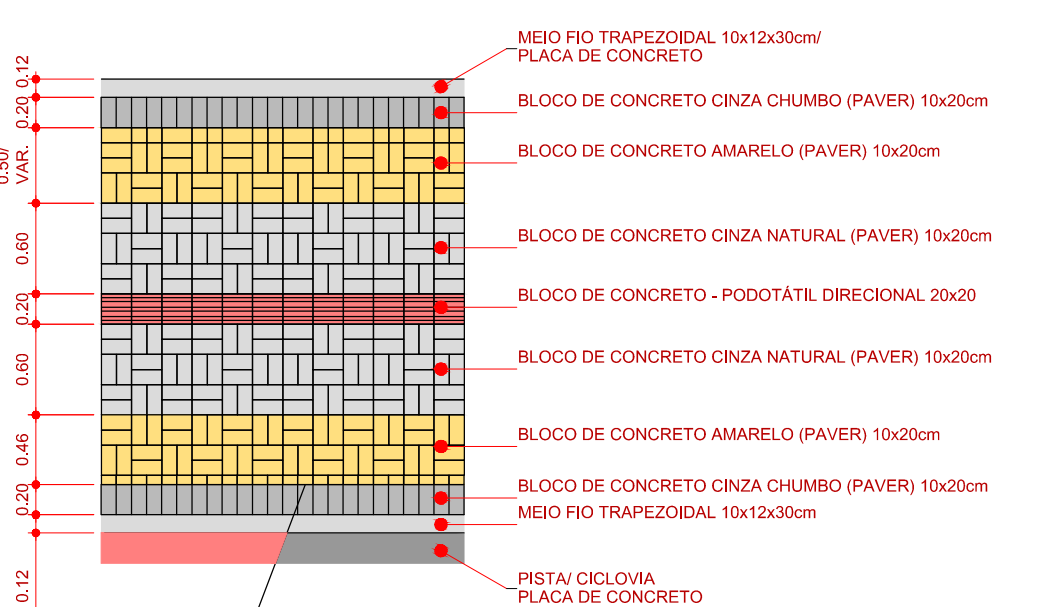 MEIO FIO TRAPEZOIDAL 10x12x30cm/
PLACA DE CONCRETO
0.12
BLOCO DE CONCRETO CINZA CHUMBO (PAVER) 10x20cm
0.20
BLOCO DE CONCRETO AMARELO (PAVER) 10x20cm
0.50/
VAR.
BLOCO DE CONCRETO CINZA NATURAL (PAVER) 10x20cm
0.60
BLOCO DE CONCRETO - PODOTÁTIL DIRECIONAL 20x20
0.20
BLOCO DE CONCRETO CINZA NATURAL (PAVER) 10x20cm
0.60
BLOCO DE CONCRETO AMARELO (PAVER) 10x20cm
0.46
BLOCO DE CONCRETO CINZA CHUMBO (PAVER) 10x20cm
0.20
MEIO FIO TRAPEZOIDAL 10x12x30cm
PISTA/ CICLOVIA
PLACA DE CONCRETO
0.12